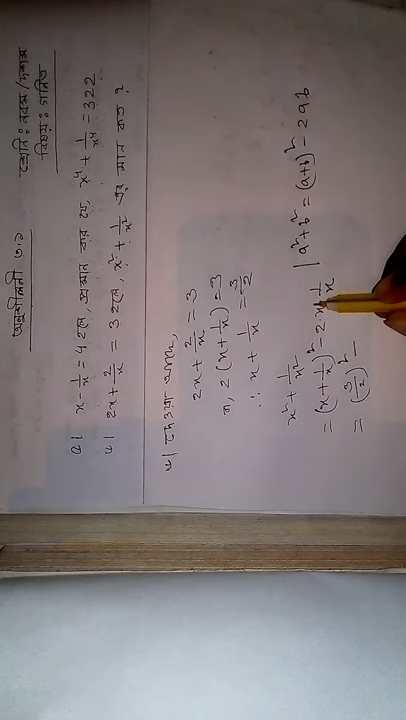 অনুশীলনী ৩.১
শ্রেণি: নবম/দশম
বিষয়: গণিত
৫| x - 1/x = 4 হলে, প্রমাণ কর যে, x⁴ + 1/x⁴ = 322
৬| 2x + 2/x = 3 হলে, x² + 1/x² এর মান কত?
৬| দেওয়া আছে,
2x + 2/x = 3
বা, 2(x + 1/x) = 3
∴ x + 1/x = 3/2
x² + 1/x²
= (x + 1/x)² - 2.x.1/x | a² + b² = (a+b)² - 2ab
= (3/2)² -